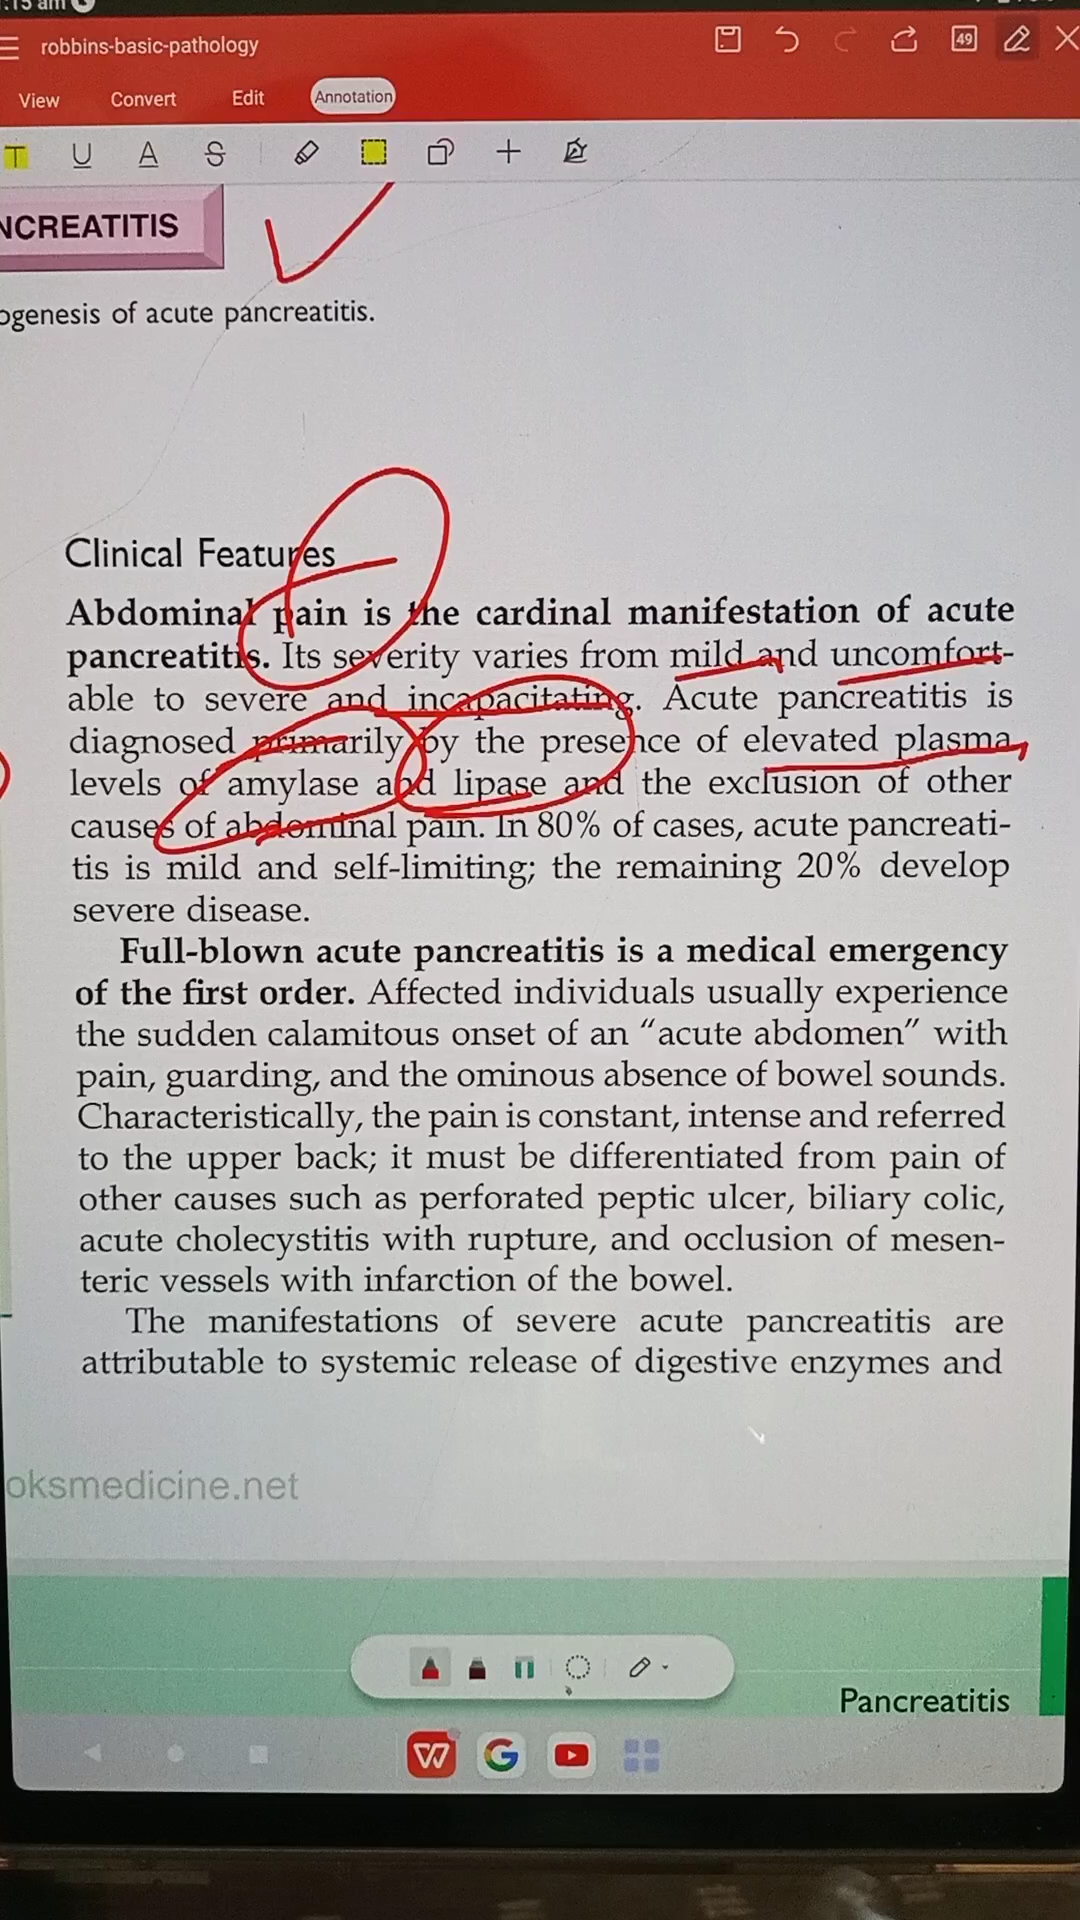 robbins-basic-pathology
49
View Convert Edit Annotation
T U A S
NCREATITIS
ogenesis of acute pancreatitis.
Clinical Features
Abdominal pain is the cardinal manifestation of acute
pancreatitis. Its severity varies from mild and uncomfort-
able to severe and incapacitating. Acute pancreatitis is
diagnosed primarily by the presence of elevated plasma
levels of amylase and lipase and the exclusion of other
causes of abdominal pain. In 80% of cases, acute pancreati-
tis is mild and self-limiting; the remaining 20% develop
severe disease.
Full-blown acute pancreatitis is a medical emergency
of the first order. Affected individuals usually experience
the sudden calamitous onset of an “acute abdomen” with
pain, guarding, and the ominous absence of bowel sounds.
Characteristically, the pain is constant, intense and referred
to the upper back; it must be differentiated from pain of
other causes such as perforated peptic ulcer, biliary colic,
acute cholecystitis with rupture, and occlusion of mesen-
teric vessels with infarction of the bowel.
The manifestations of severe acute pancreatitis are
attributable to systemic release of digestive enzymes and
oksmedicine.net
Pancreatitis